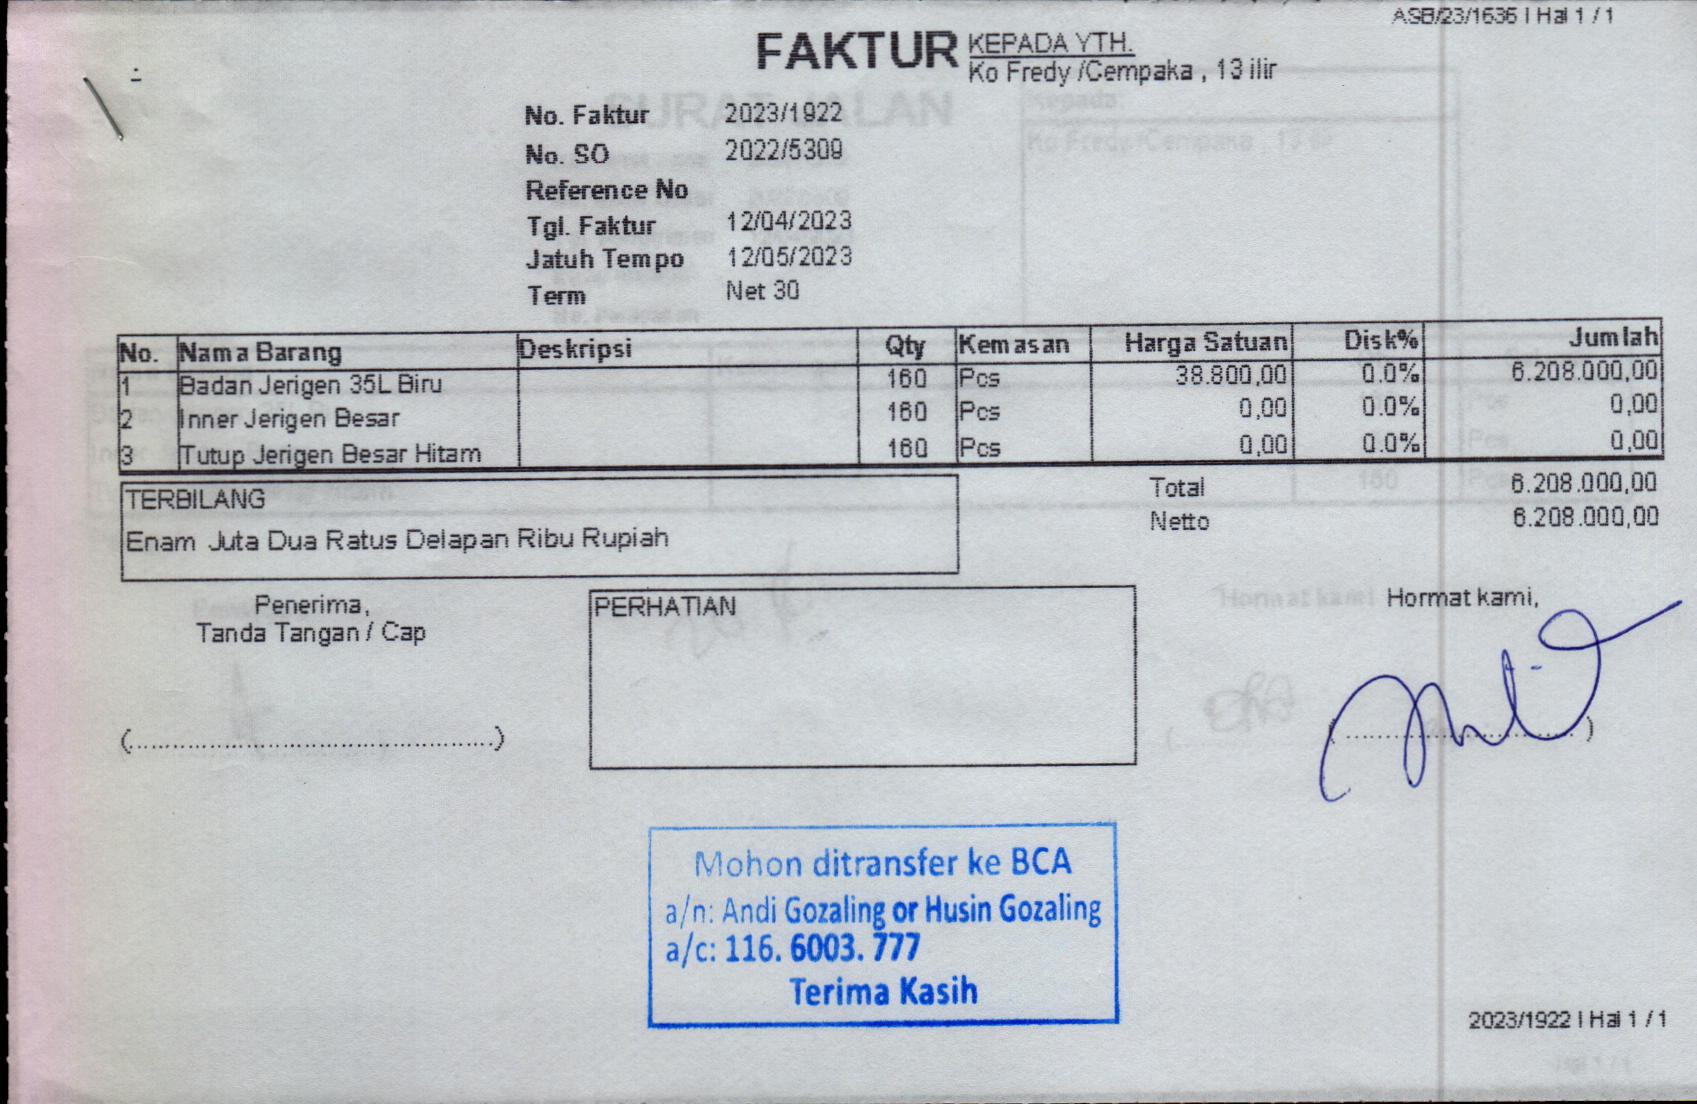 ASB/23/1636 | Hal 1 / 1
FAKTUR
KEPADA YTH.
Ko Fredy /Cempaka , 13 ilir
No. Faktur 2023/1922
No. SO 2022/5309
Reference No
Tgl. Faktur 12/04/2023
Jatuh Tempo 12/05/2023
Term Net 30
No. Nama Barang Deskripsi Qty Kemasan Harga Satuan Disk% Jumlah
1 Badan Jerigen 35L Biru 160 Pcs 38.800,00 0.0% 6.208.000,00
2 Inner Jerigen Besar 160 Pcs 0,00 0.0% 0,00
3 Tutup Jerigen Besar Hitam 160 Pcs 0,00 0.0% 0,00
TERBILANG
Enam Juta Dua Ratus Delapan Ribu Rupiah
Total 6.208.000,00
Netto 6.208.000,00
Penerima,
Tanda Tangan / Cap
PERHATIAN
Hormat kami,
Mohon ditransfer ke BCA
a/n: Andi Gozaling or Husin Gozaling
a/c: 116. 6003. 777
Terima Kasih
2023/1922 | Hal 1 / 1